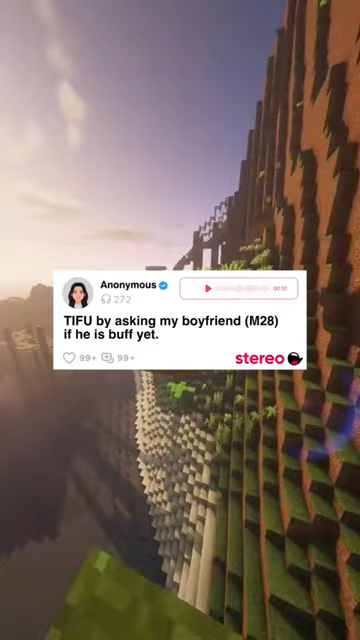 Anonymous
272
00:10
TIFU by asking my boyfriend (M28)
if he is buff yet.
99+ 99+
stereo